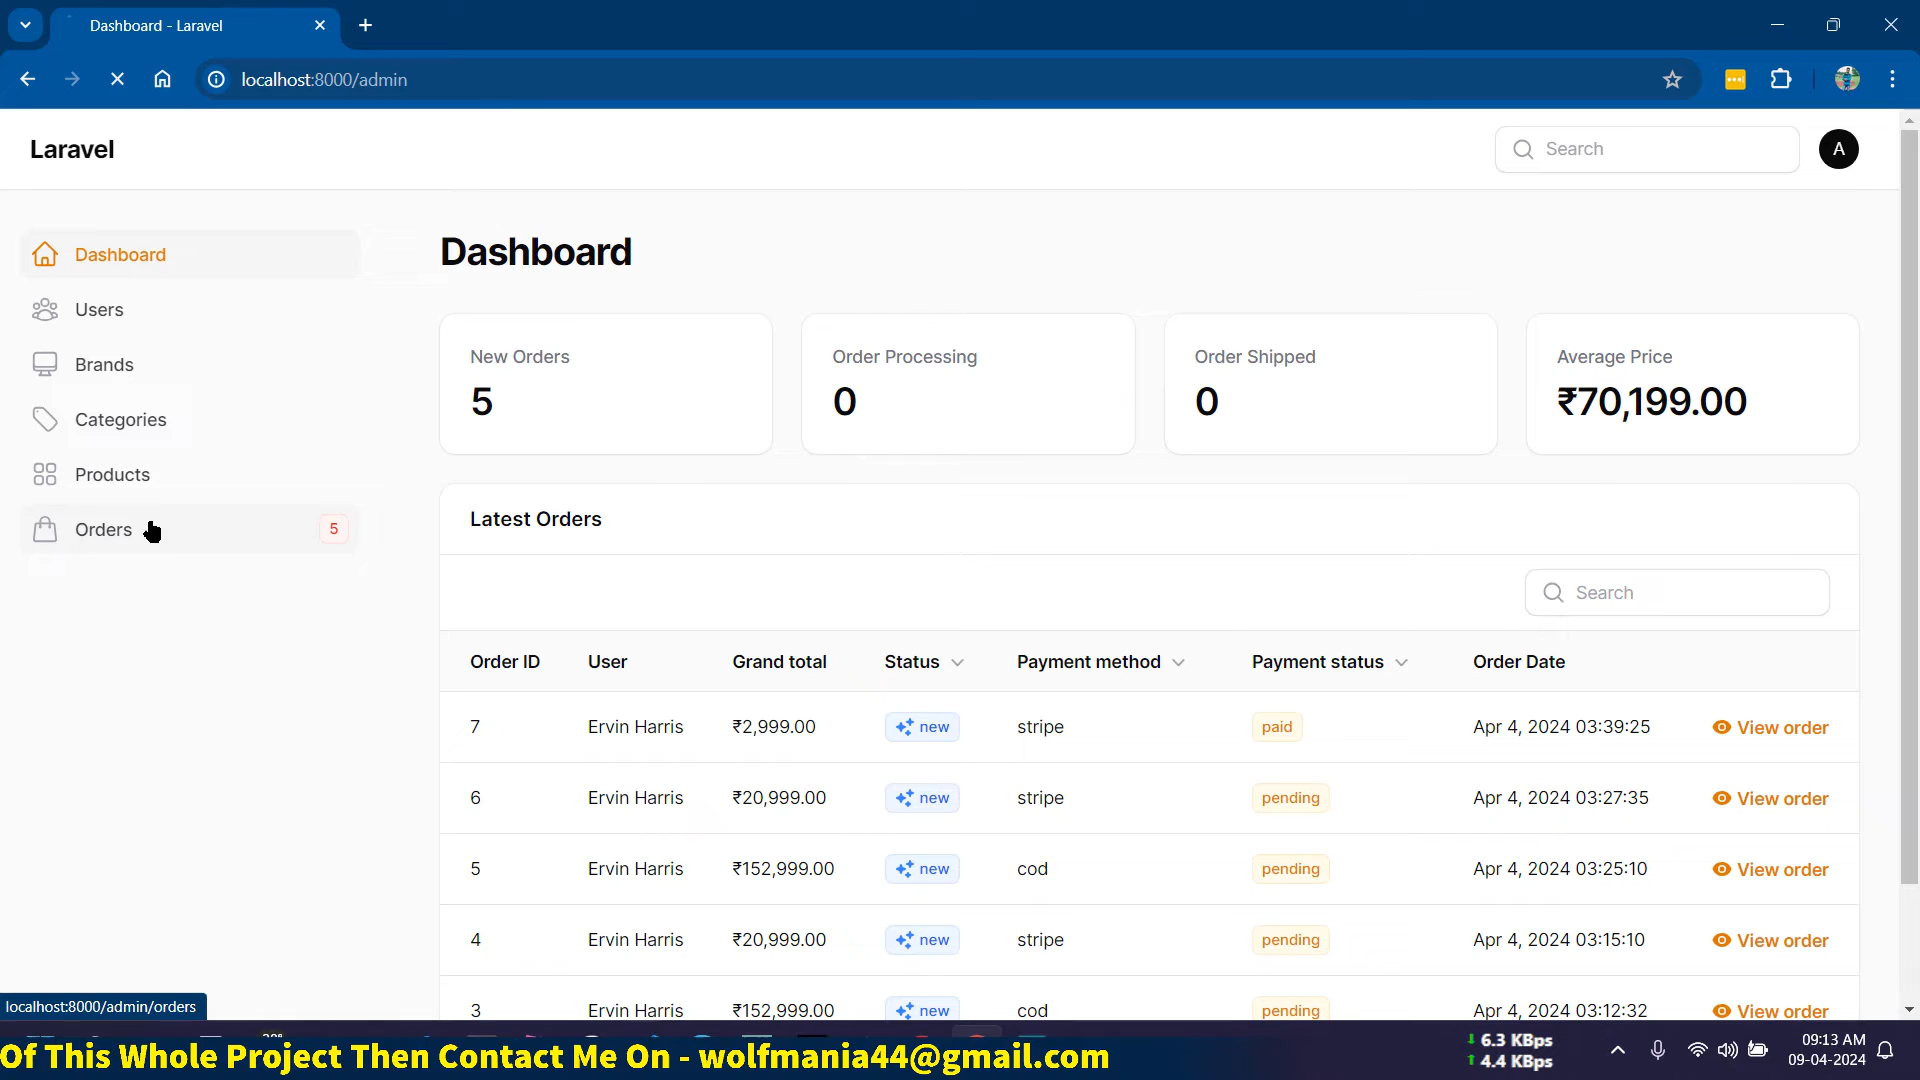 Dashboard - Laravel
localhost:8000/admin
Laravel
Search
A
Dashboard
Users
Brands
Categories
Products
Orders
5
Dashboard
New Orders
5
Order Processing
0
Order Shipped
0
Average Price
₹70,199.00
Latest Orders
Search
Order ID User Grand total Status Payment method Payment status Order Date
7 Ervin Harris ₹2,999.00 new stripe paid Apr 4, 2024 03:39:25 View order
6 Ervin Harris ₹20,999.00 new stripe pending Apr 4, 2024 03:27:35 View order
5 Ervin Harris ₹152,999.00 new cod pending Apr 4, 2024 03:25:10 View order
4 Ervin Harris ₹20,999.00 new stripe pending Apr 4, 2024 03:15:10 View order
3 Ervin Harris ₹152,999.00 new cod pending Apr 4, 2024 03:12:32 View order
localhost:8000/admin/orders
Of This Whole Project Then Contact Me On - wolfmania44@gmail.com
6.3 KBps
4.4 KBps
09:13 AM
09-04-2024